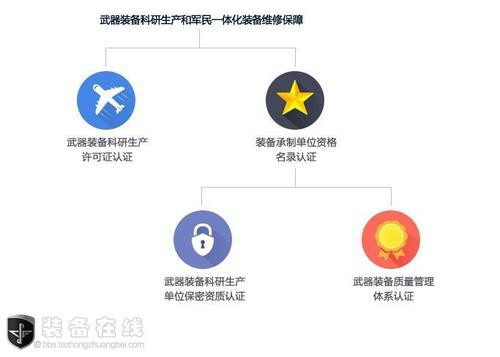 武器装备科研生产和军民一体化装备维修保障
武器装备科研生产
许可证认证
装备承制单位资格
名录认证
武器装备科研生产
单位保密资质认证
武器装备质量管理
体系认证
装备在线
bbs.tezhongzhuangbei.com